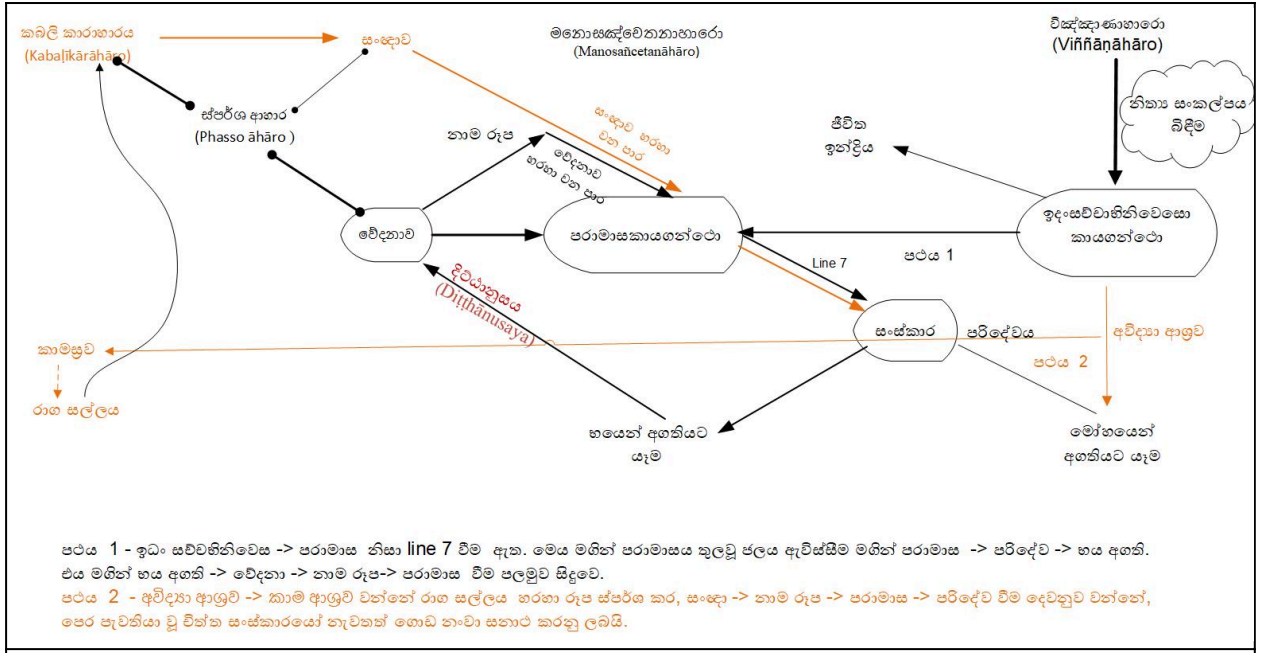 කබලි කාරාහාරය
(Kabaḷīkārāhāro)
සංඥාව
මනොසඤ්චෙතනාහාරො
(Manosañcetanāhāro)
වීඤ්ඤාණාහාරො
(Viññāṇāhāro)
නිත්‍ය සංකල්පය
බිඳීම
ස්පර්ශ ආහාර
(Phasso āhāro )
නාම රූප
සංඥාව හරහා
වන පාර
වේදනාව
හරහා වන පාර
ජීවිත
ඉන්ද්‍රිය
වේදනාව
පරාමාසකායගන්ථො
ඉදංසච්චාභිනිවෙසො
කායගන්ථො
පථය 1
Line 7
දිට්ඨානුසය
(Diṭṭhānusaya)
සංස්කාර
පරිදේවය
අවිද්‍යා ආශ්‍රව
පථය 2
කාමස්‍රව
රාග සල්ලය
භයෙන් අගතියට
යෑම
මෝහයෙන්
අගතියට යෑම
පථය 1 - ඉධං සච්චභිනිවෙස -> පරාමාස නිසා line 7 වීම ඇත. මෙය මගින් පරාමාසය තුලවූ ජලය ඇවිස්සීම මගින් පරාමාස -> පරිදේව -> භය අගති.
එය මගින් භය අගති -> වේදනා -> නාම රූප-> පරාමාස වීම පලමුව සිදුවෙ.
පථය 2 - අවිද්‍යා ආශ්‍රව -> කාම ආශ්‍රව වන්නේ රාග සල්ලය හරහා රූප ස්පර්ශ කර, සංඥා -> නාම රූප -> පරාමාස -> පරිදේව වීම දෙවනුව වන්නේ,
පෙර පැවතියා වූ චිත්ත සංස්කාරයෝ නැවතත් ගොඩ නංවා සනාථ කරනු ලබයි.